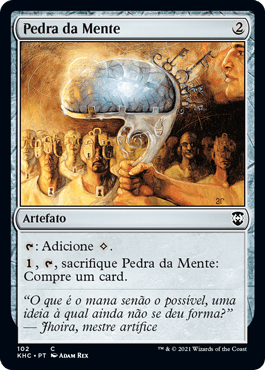 Pedra da Mente 2
Artefato
: Adicione .
1, , sacrifique Pedra da Mente:
Compre um card.
“O que é o mana senão o possível, uma
ideia à qual ainda não se deu forma?”
— Jhoira, mestre artífice
102 C
KHC • PT Adam Rex
™ & © 2021 Wizards of the Coast